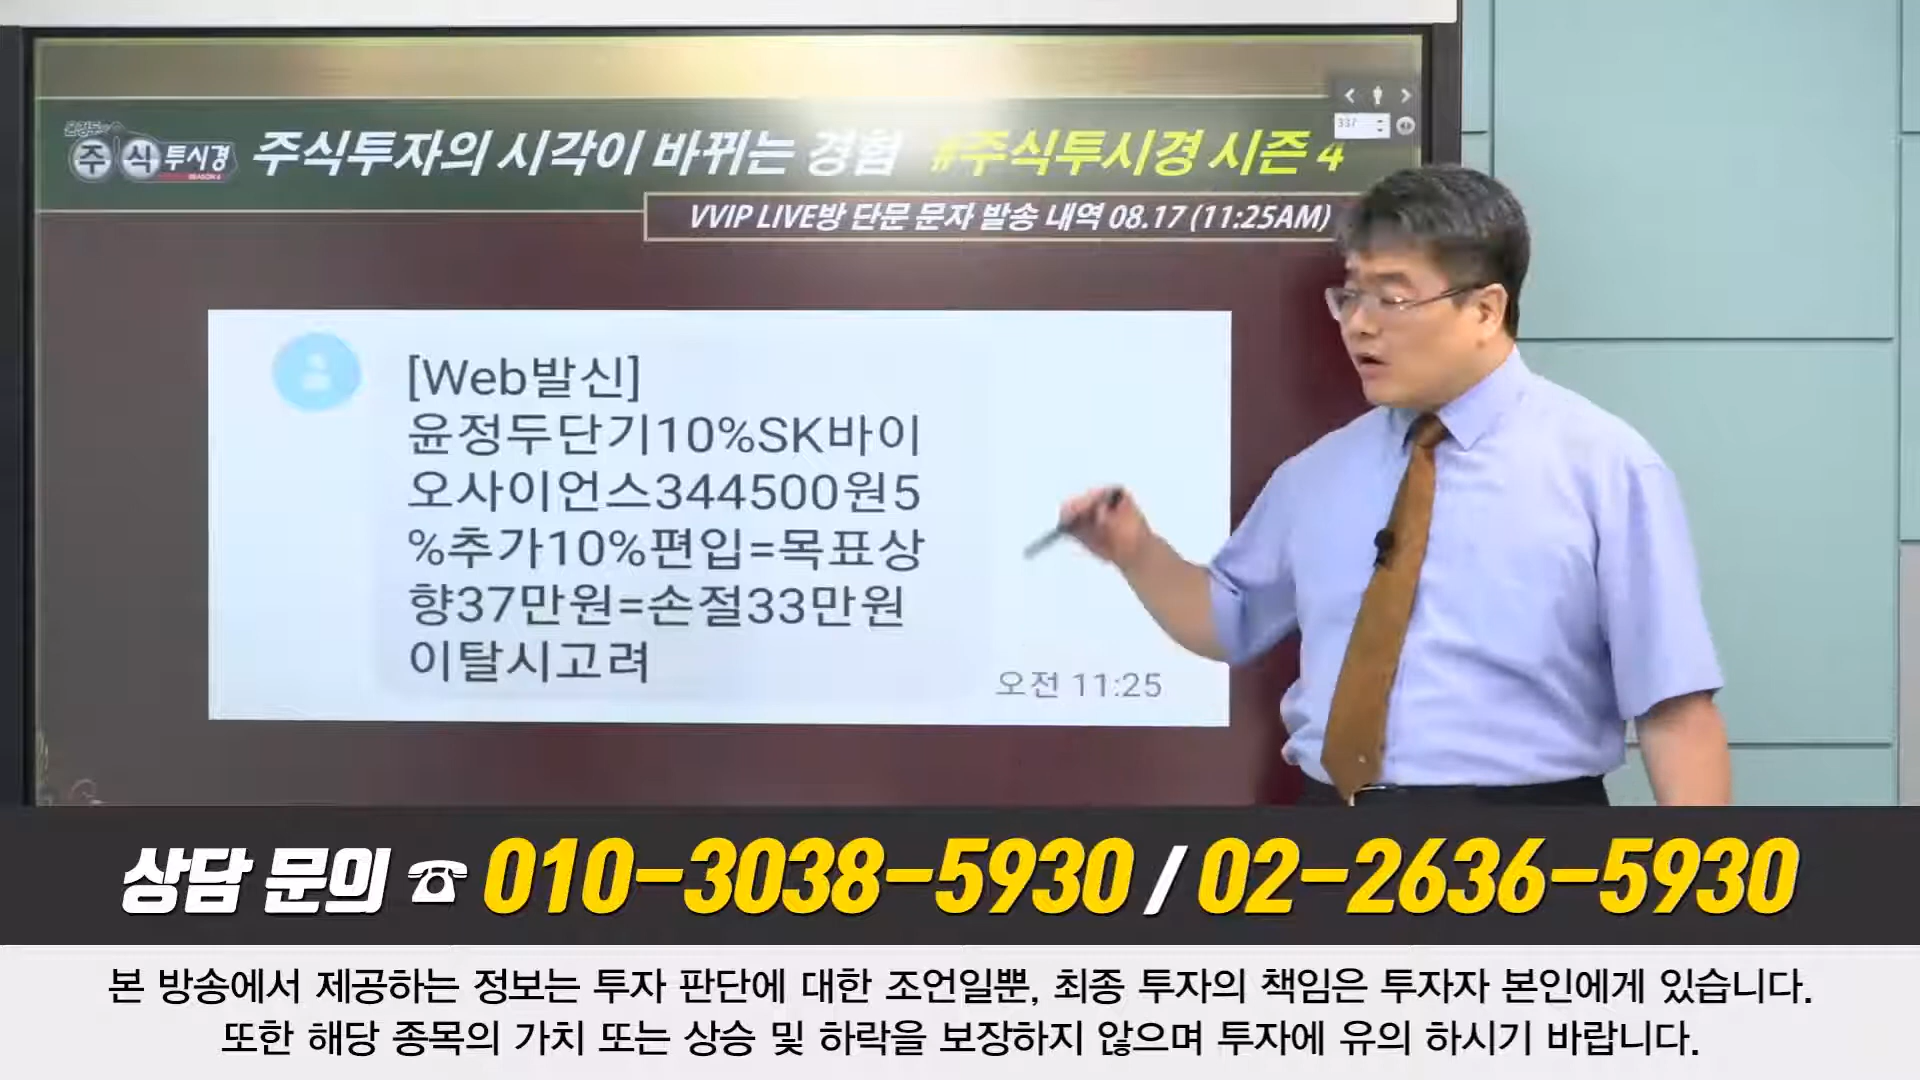 윤정두의
주식투시경
SEASON 4
주식투자의 시각이 바뀌는 경험 #주식투시경 시즌 4
337
VVIP LIVE방 단문 문자 발송 내역 08.17 (11:25AM)
[Web발신]
윤정두단기10%SK바이
오사이언스344500원5
%추가10%편입=목표상
향37만원=손절33만원
이탈시고려
오전 11:25
상담 문의 ☎ 010-3038-5930 / 02-2636-5930
본 방송에서 제공하는 정보는 투자 판단에 대한 조언일뿐, 최종 투자의 책임은 투자자 본인에게 있습니다.
또한 해당 종목의 가치 또는 상승 및 하락을 보장하지 않으며 투자에 유의 하시기 바랍니다.